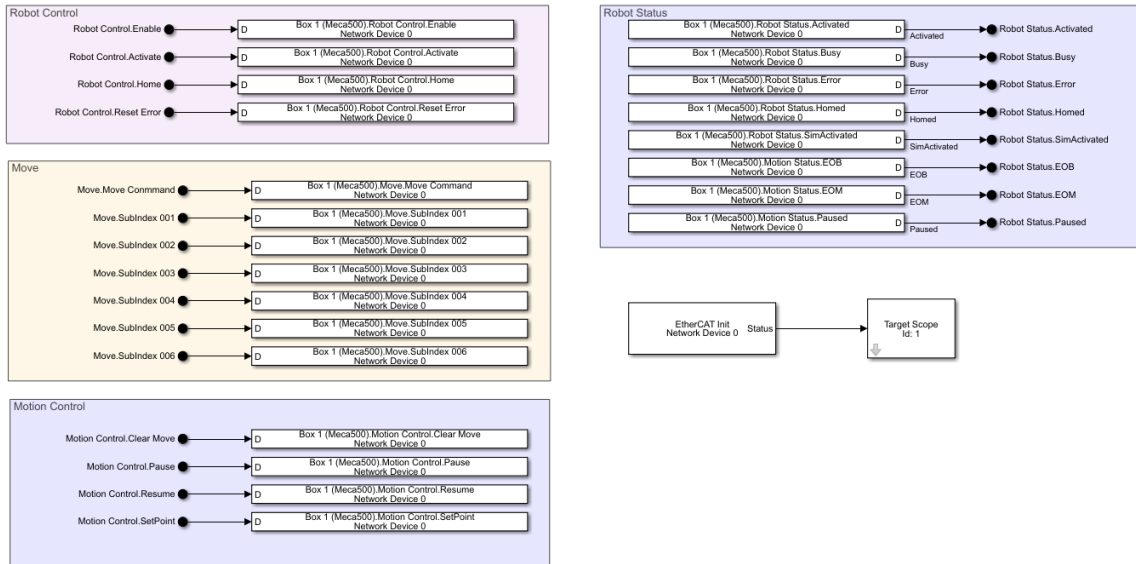 Robot Control
Robot Control.Enable
D
Box 1 (Meca500).Robot Control.Enable
Network Device 0
Robot Control.Activate
D
Box 1 (Meca500).Robot Control.Activate
Network Device 0
Robot Control.Home
D
Box 1 (Meca500).Robot Control.Home
Network Device 0
Robot Control.Reset Error
D
Box 1 (Meca500).Robot Control.Reset Error
Network Device 0
Move
Move.Move Conmmand
D
Box 1 (Meca500).Move.Move Command
Network Device 0
Move.SubIndex 001
D
Box 1 (Meca500).Move.SubIndex 001
Network Device 0
Move.SubIndex 002
D
Box 1 (Meca500).Move.SubIndex 002
Network Device 0
Move.SubIndex 003
D
Box 1 (Meca500).Move.SubIndex 003
Network Device 0
Move.SubIndex 004
D
Box 1 (Meca500).Move.SubIndex 004
Network Device 0
Move.SubIndex 005
D
Box 1 (Meca500).Move.SubIndex 005
Network Device 0
Move.SubIndex 006
D
Box 1 (Meca500).Move.SubIndex 006
Network Device 0
Motion Control
Motion Control.Clear Move
D
Box 1 (Meca500).Motion Control.Clear Move
Network Device 0
Motion Control.Pause
D
Box 1 (Meca500).Motion Control.Pause
Network Device 0
Motion Control.Resume
D
Box 1 (Meca500).Motion Control.Resume
Network Device 0
Motion Control.SetPoint
D
Box 1 (Meca500).Motion Control.SetPoint
Network Device 0
Robot Status
Box 1 (Meca500).Robot Status.Activated
Network Device 0
D
Activated
Robot Status.Activated
Box 1 (Meca500).Robot Status.Busy
Network Device 0
D
Busy
Robot Status.Busy
Box 1 (Meca500).Robot Status.Error
Network Device 0
D
Error
Robot Status.Error
Box 1 (Meca500).Robot Status.Homed
Network Device 0
D
Homed
Robot Status.Homed
Box 1 (Meca500).Robot Status.SimActivated
Network Device 0
D
SimActivated
Robot Status.SimActivated
Box 1 (Meca500).Motion Status.EOB
Network Device 0
D
EOB
Robot Status.EOB
Box 1 (Meca500).Motion Status.EOM
Network Device 0
D
EOM
Robot Status.EOM
Box 1 (Meca500).Motion Status.Paused
Network Device 0
D
Paused
Robot Status.Paused
EtherCAT Init
Network Device 0
Status
Target Scope
Id: 1